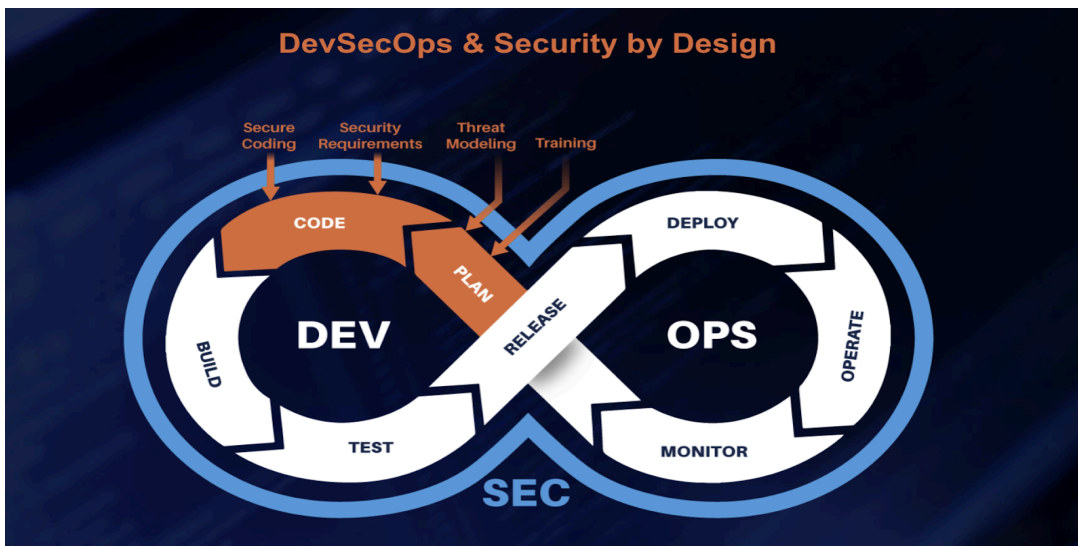 DevSecOps & Security by Design
Secure
Coding
Security
Requirements
Threat
Modeling
Training
CODE
PLAN
DEPLOY
BUILD
DEV
RELEASE
OPS
OPERATE
TEST
MONITOR
SEC